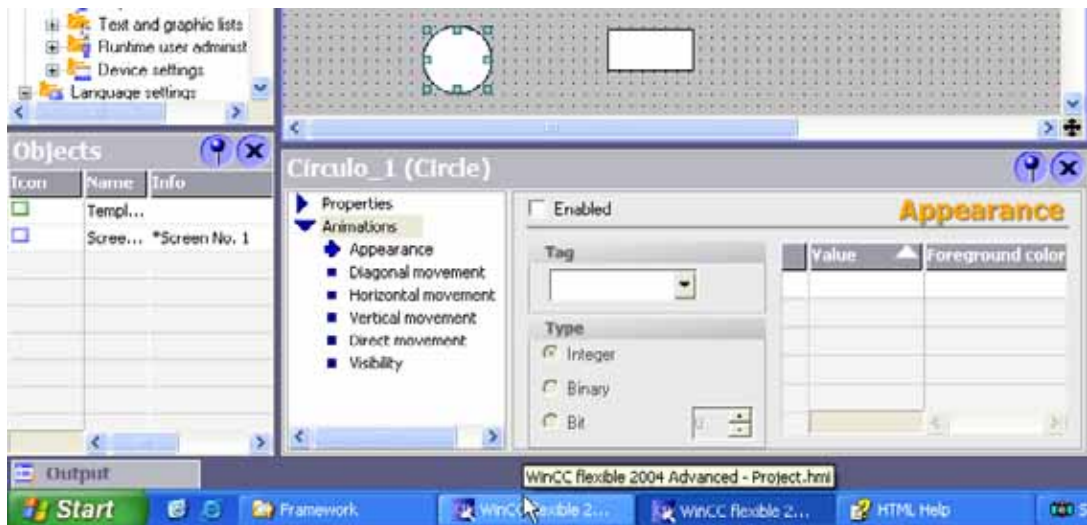 Text and graphic lists
Runtime user administ
Device settings
Language settings
Objects
Icon Name Info
Templ...
Scree... *Screen No. 1
Círculo_1 (Circle)
Properties
Animations
Appearance
Diagonal movement
Horizontal movement
Vertical movement
Direct movement
Visibility
Enabled
Appearance
Tag
Type
Integer
Binary
Bit
Value Foreground color
Output
WinCC flexible 2004 Advanced - Project.hmi
Start
Framework
WinCC flexible 2...
WinCC flexible 2...
HTML Help